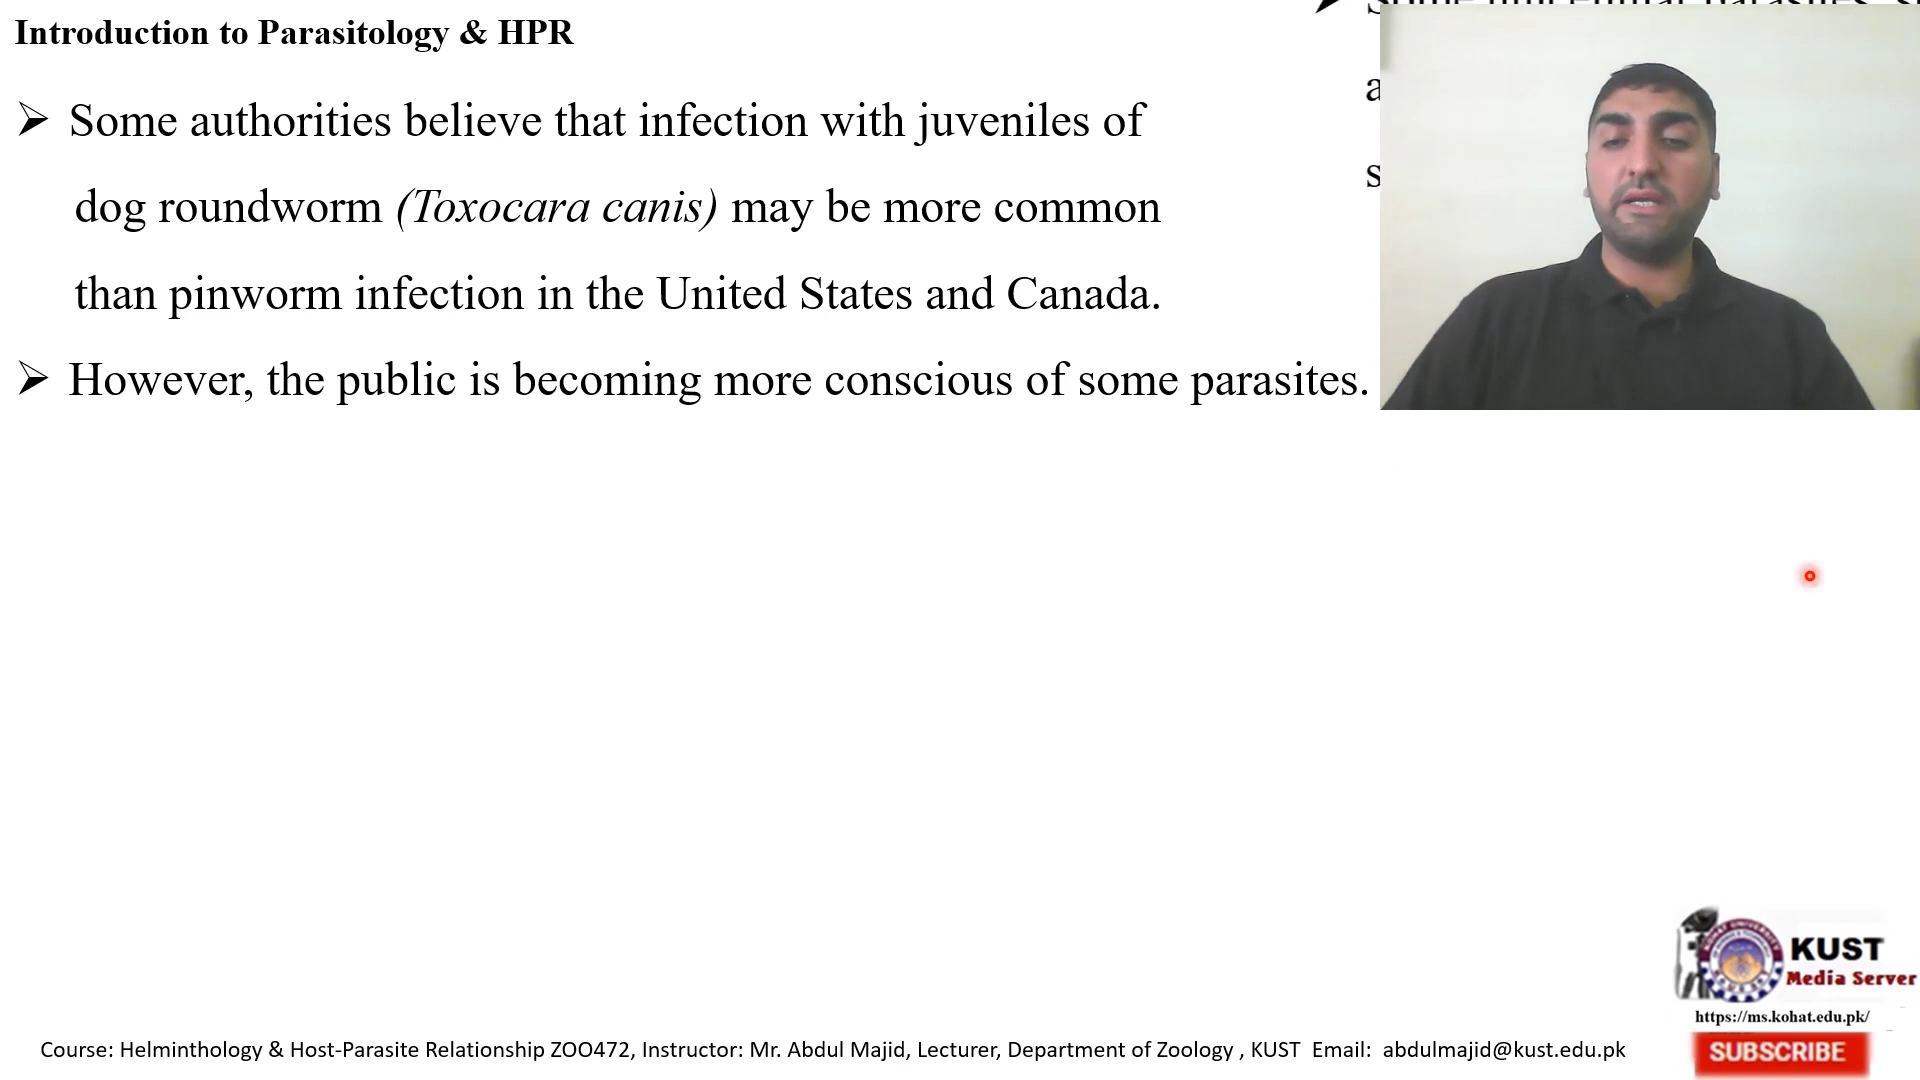 Introduction to Parasitology & HPR
➢ Some authorities believe that infection with juveniles of
dog roundworm (Toxocara canis) may be more common
than pinworm infection in the United States and Canada.
➢ However, the public is becoming more conscious of some parasites.
a
s
KUST
Media Server
https://ms.kohat.edu.pk/
SUBSCRIBE
Course: Helminthology & Host-Parasite Relationship ZOO472, Instructor: Mr. Abdul Majid, Lecturer, Department of Zoology , KUST Email: abdulmajid@kust.edu.pk